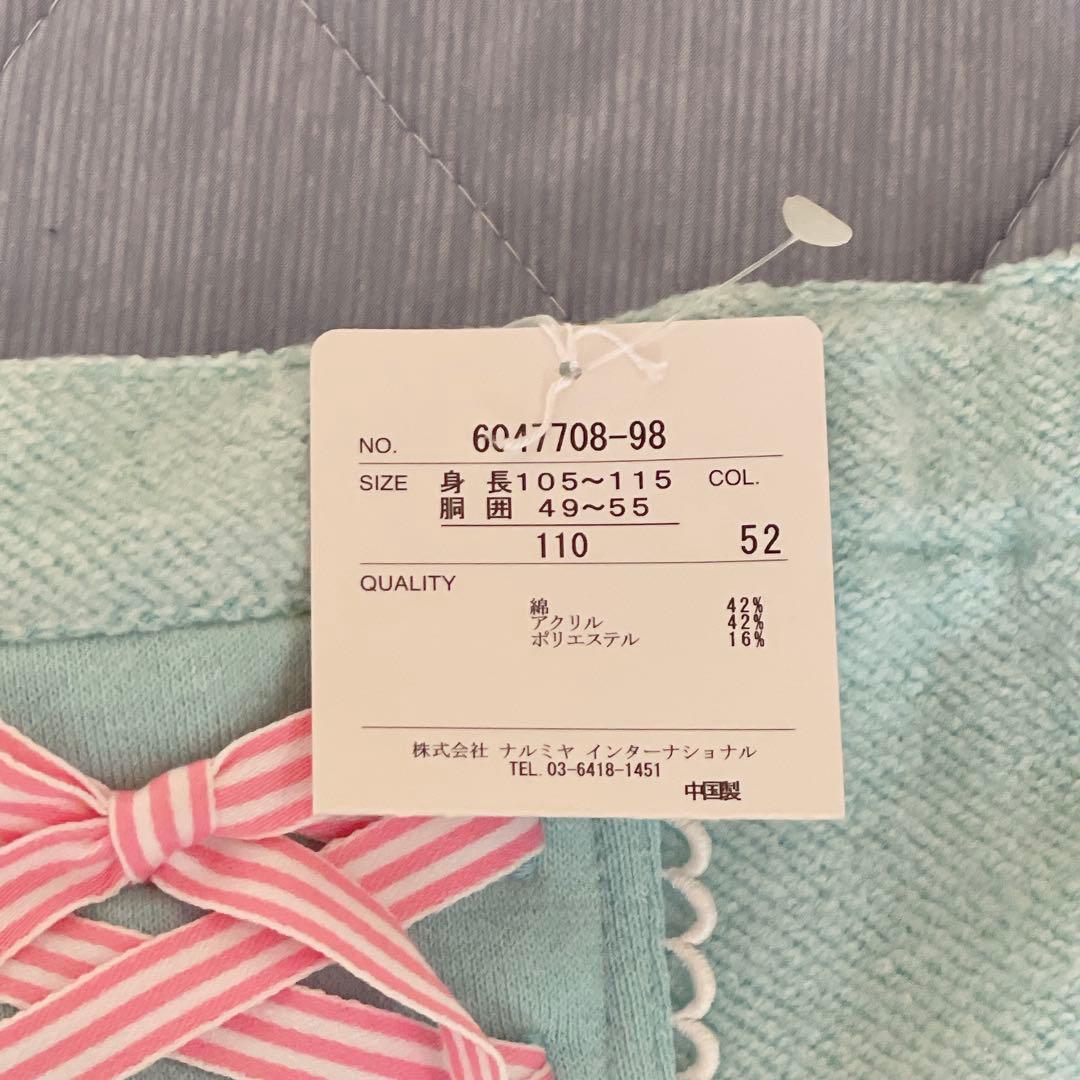 NO. 6047708-98
SIZE 身長105～115 COL.
胴囲 49～55
110 52
QUALITY
綿 42%
アクリル 42%
ポリエステル 16%
株式会社 ナルミヤ インターナショナル
TEL. 03-6418-1451
中国製